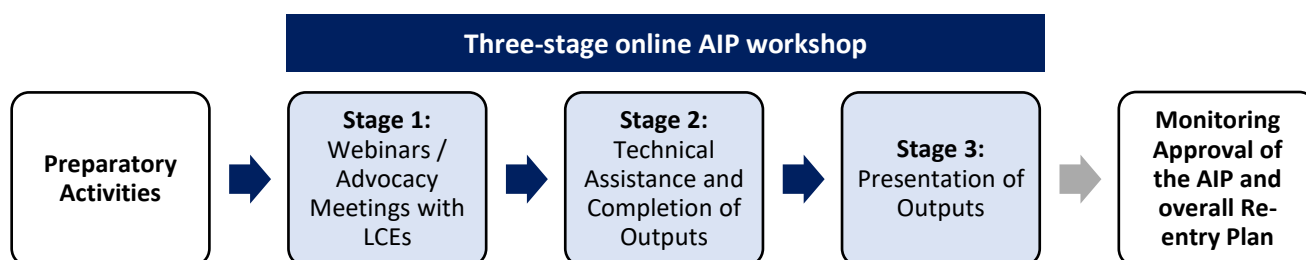 Three-stage online AIP workshop
Preparatory
Activities
Stage 1:
Webinars /
Advocacy
Meetings with
LCEs
Stage 2:
Technical
Assistance and
Completion of
Outputs
Stage 3:
Presentation of
Outputs
Monitoring
Approval of
the AIP and
overall Re-
entry Plan